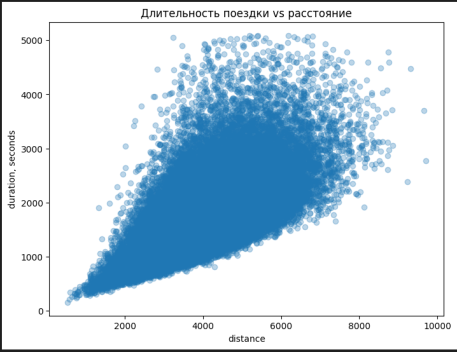 Длительность поездки vs расстояние
5000
4000
3000
2000
1000
0
duration, seconds
2000 4000 6000 8000 10000
distance